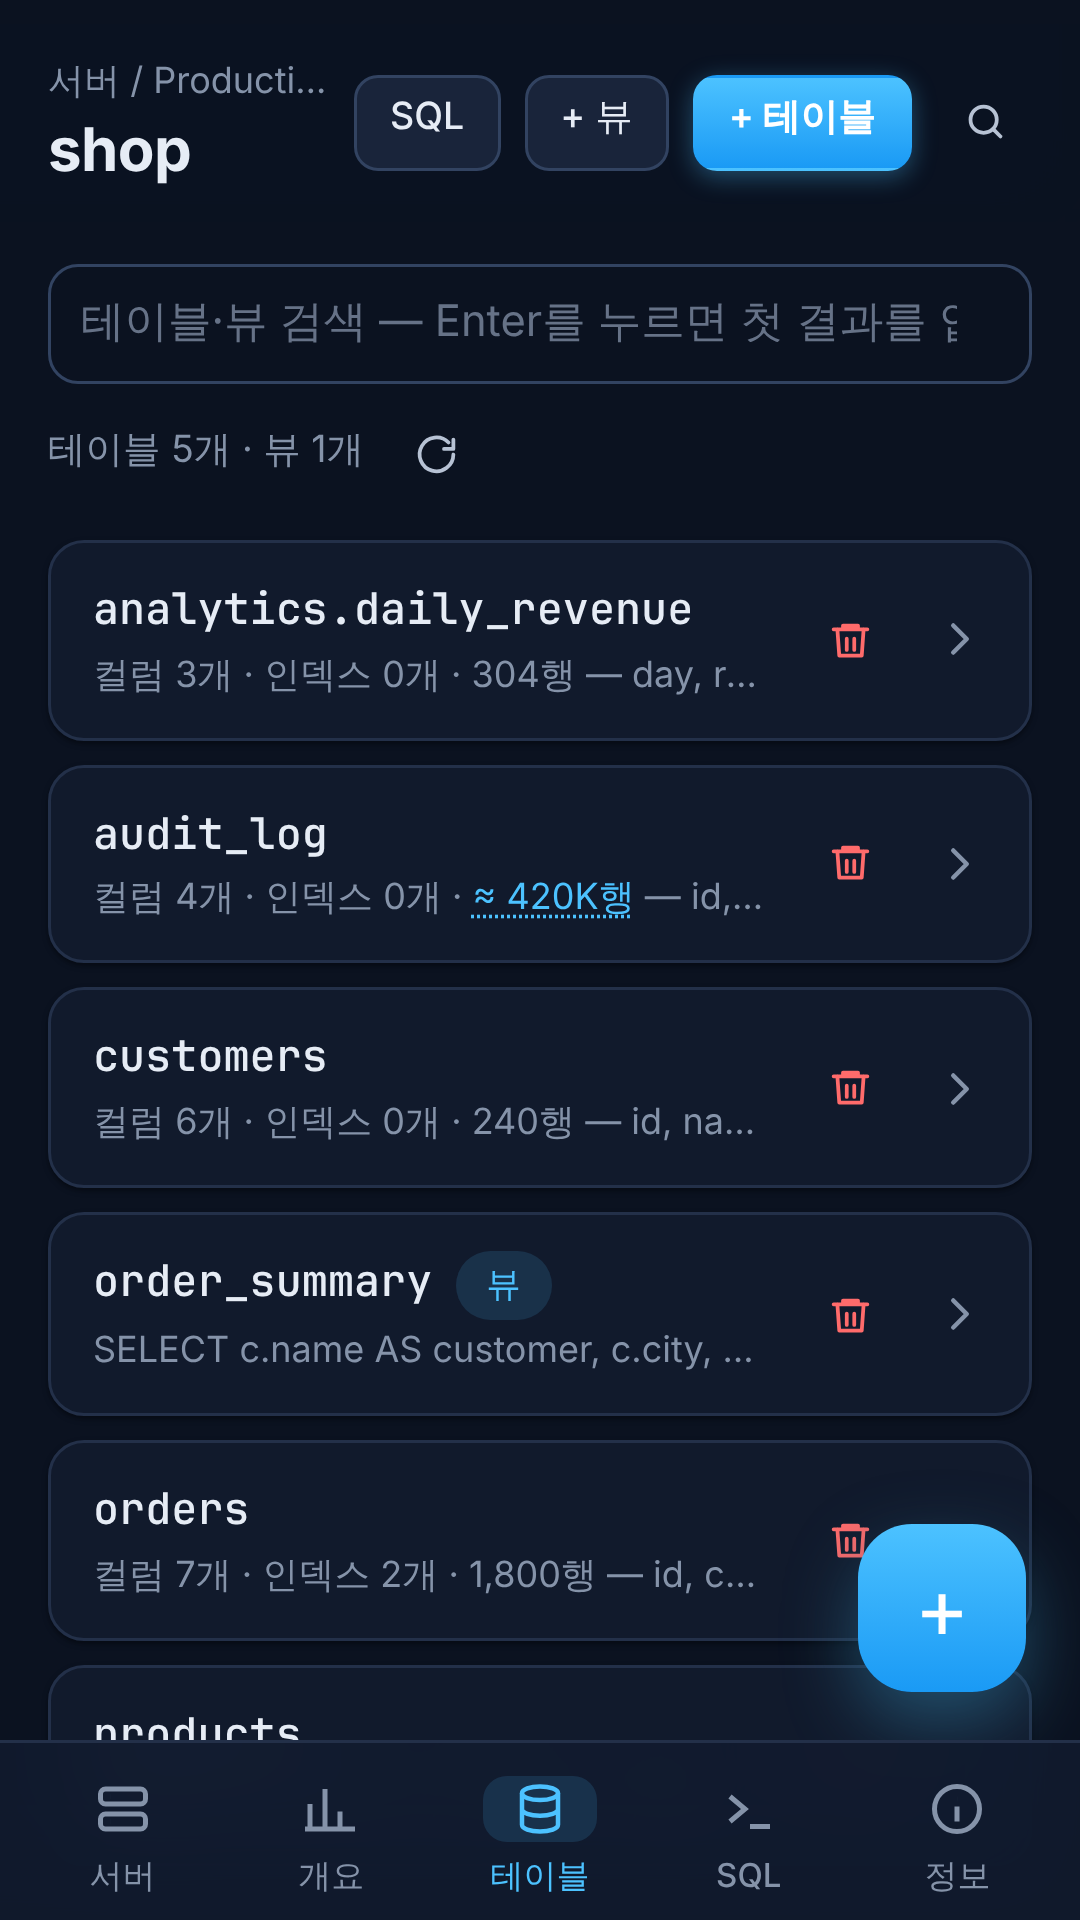 서버 / Producti...
shop
SQL
+ 뷰
+ 테이블
테이블·뷰 검색 — Enter를 누르면 첫 결과를
테이블 5개 · 뷰 1개
analytics.daily_revenue
컬럼 3개 · 인덱스 0개 · 304행 — day, r...
audit_log
컬럼 4개 · 인덱스 0개 · ≈ 420K행 — id,...
customers
컬럼 6개 · 인덱스 0개 · 240행 — id, na...
order_summary 뷰
SELECT c.name AS customer, c.city, ...
orders
컬럼 7개 · 인덱스 2개 · 1,800행 — id, c...
products
서버
개요
테이블
SQL
정보